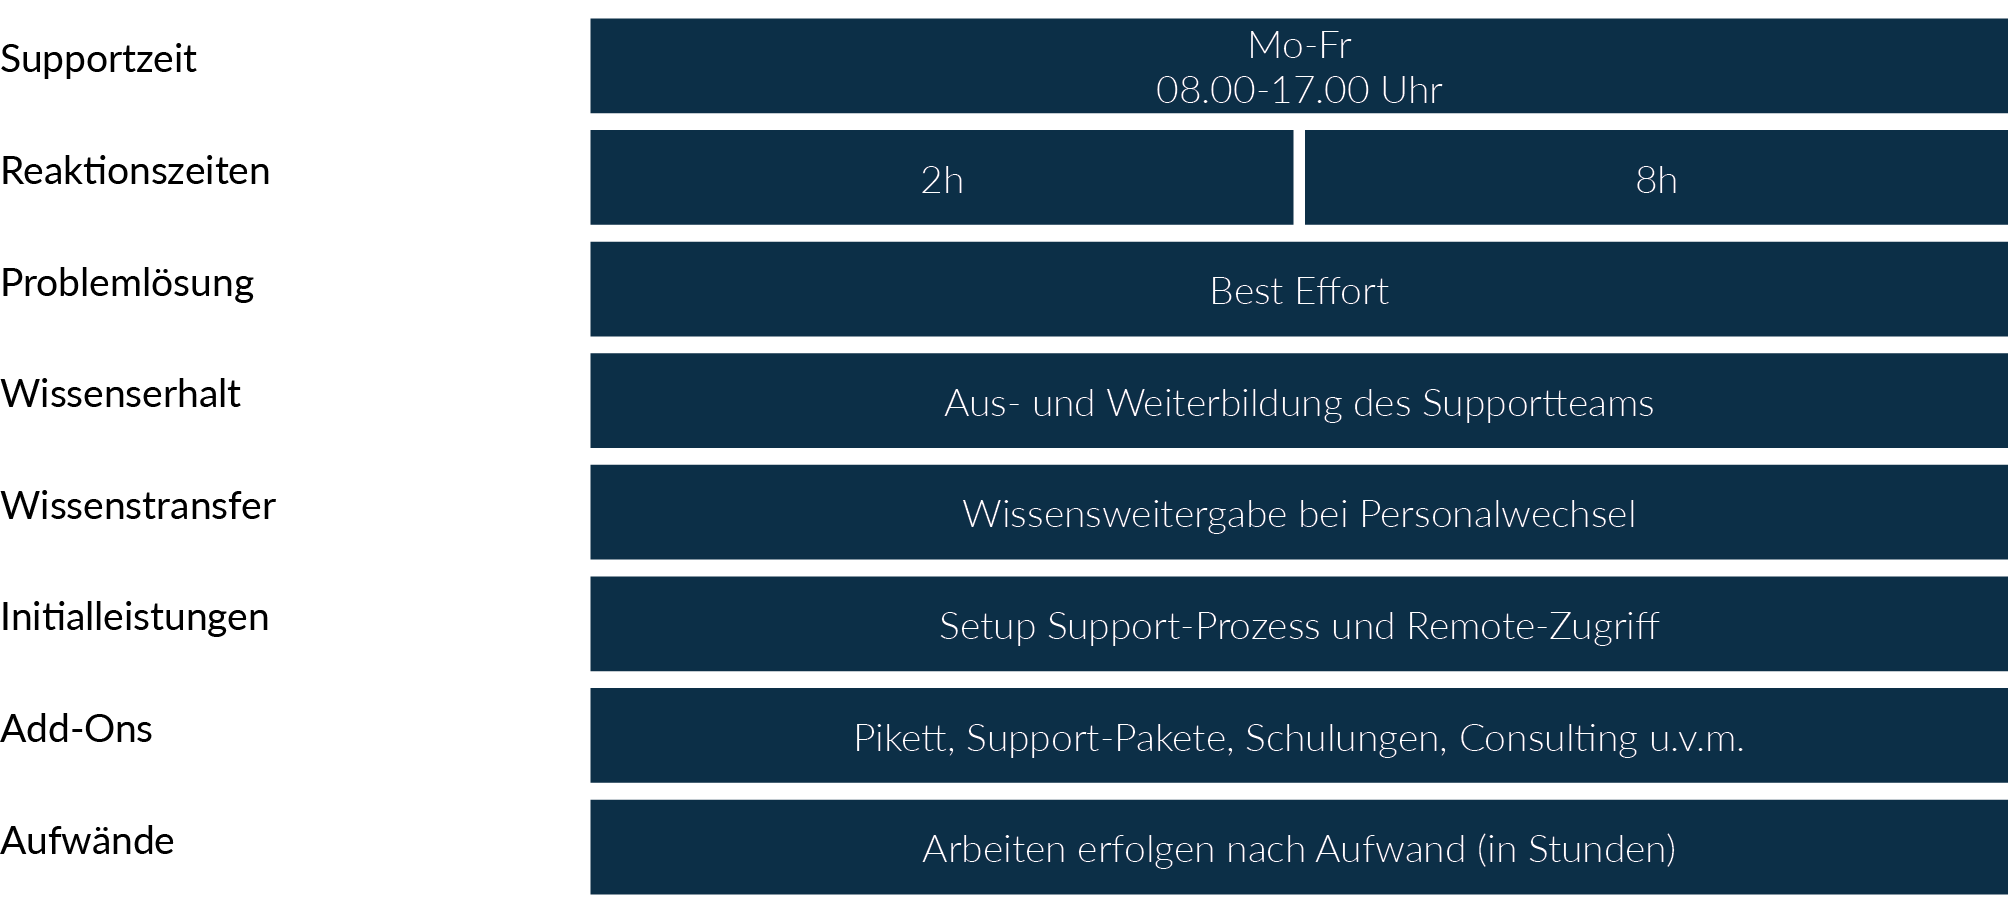 Supportzeit
Mo-Fr
08.00-17.00 Uhr
Reaktionszeiten
2h
8h
Problemlösung
Best Effort
Wissenserhalt
Aus- und Weiterbildung des Supportteams
Wissenstransfer
Wissensweitergabe bei Personalwechsel
Initialleistungen
Setup Support-Prozess und Remote-Zugriff
Add-Ons
Pikett, Support-Pakete, Schulungen, Consulting u.v.m.
Aufwände
Arbeiten erfolgen nach Aufwand (in Stunden)